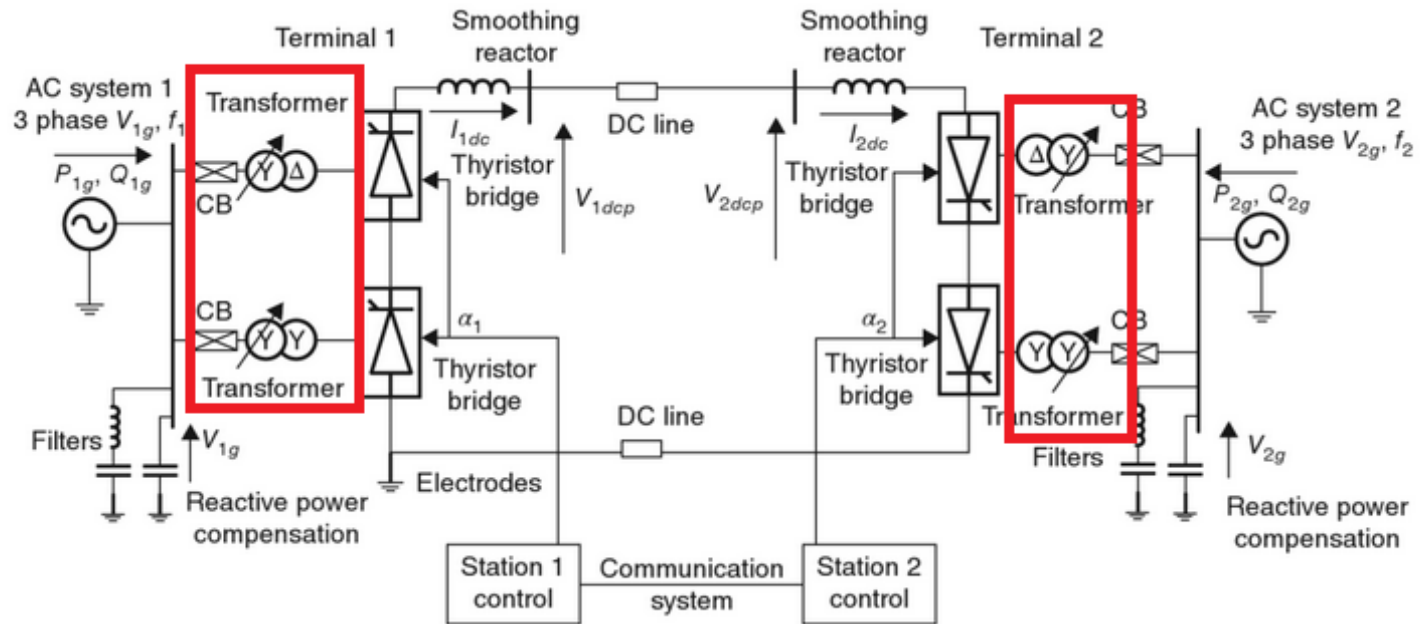 Terminal 1
Smoothing
reactor
Smoothing
reactor
Terminal 2
AC system 1
3 phase V1g, f1
P1g, Q1g
Transformer
Y Δ
CB
I1dc
Thyristor
bridge
DC line
V1dcp
V2dcp
I2dc
Thyristor
bridge
CB
Δ Y
Transformer
AC system 2
3 phase V2g, f2
P2g, Q2g
CB
Y Y
Transformer
α1
Thyristor
bridge
α2
Thyristor
bridge
CB
Y Y
Transformer
DC line
Filters
V1g
Electrodes
Reactive power
compensation
Filters
V2g
Reactive power
compensation
Station 1
control
Communication
system
Station 2
control